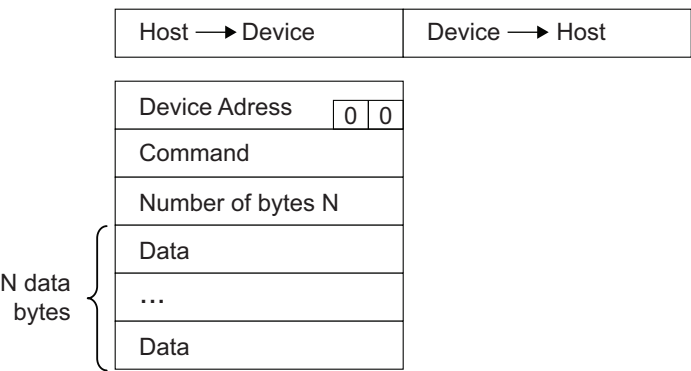 Host → Device
Device → Host
Device Adress 0 0
Command
Number of bytes N
Data
...
Data
N data
bytes